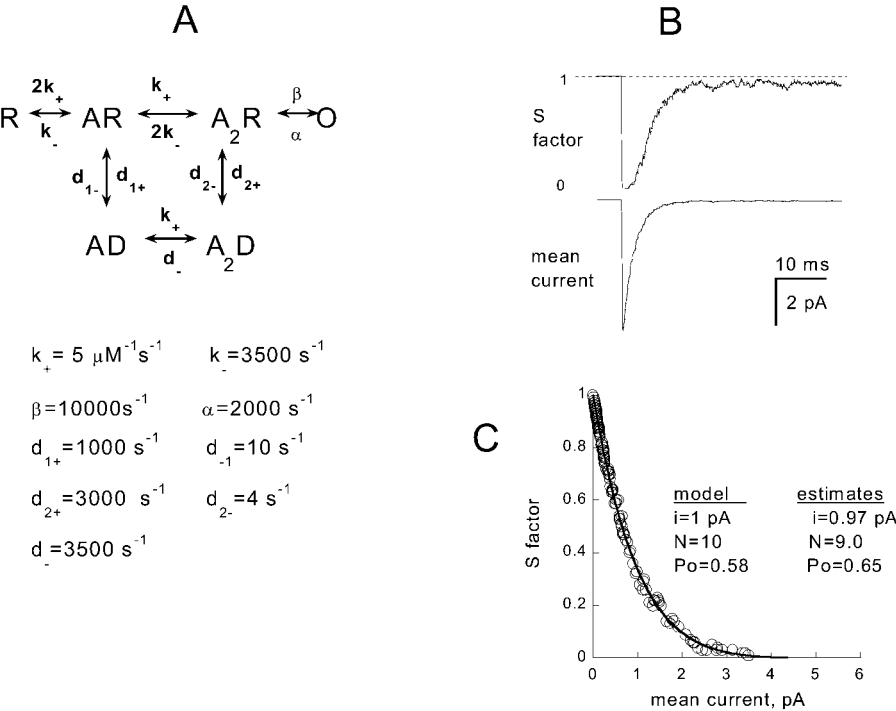 A
2k+ k+ β
R AR A2R O
k- 2k- α
d1- d1+ d2- d2+
k+
AD A2D
d-
k+= 5 μM-1s-1 k-=3500 s-1
β=10000s-1 α=2000 s-1
d1+=1000 s-1 d-1=10 s-1
d2+=3000 s-1 d2-=4 s-1
d-=3500 s-1
B
1
S
factor
0
mean
current
10 ms
2 pA
C
1
0.8
0.6
0.4
0.2
0
S factor
model estimates
i=1 pA i=0.97 pA
N=10 N=9.0
Po=0.58 Po=0.65
0 1 2 3 4 5 6
mean current, pA